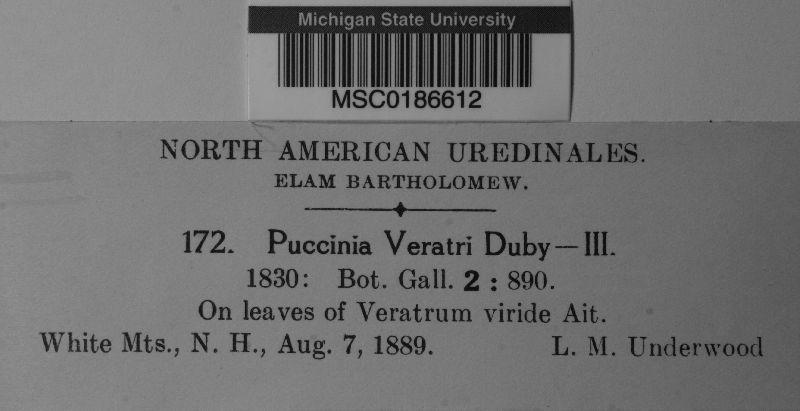 Michigan State University
MSC0186612
NORTH AMERICAN UREDINALES.
ELAM BARTHOLOMEW.
172. Puccinia Veratri Duby—III.
1830: Bot. Gall. 2 : 890.
On leaves of Veratrum viride Ait.
White Mts., N. H., Aug. 7, 1889. L. M. Underwood